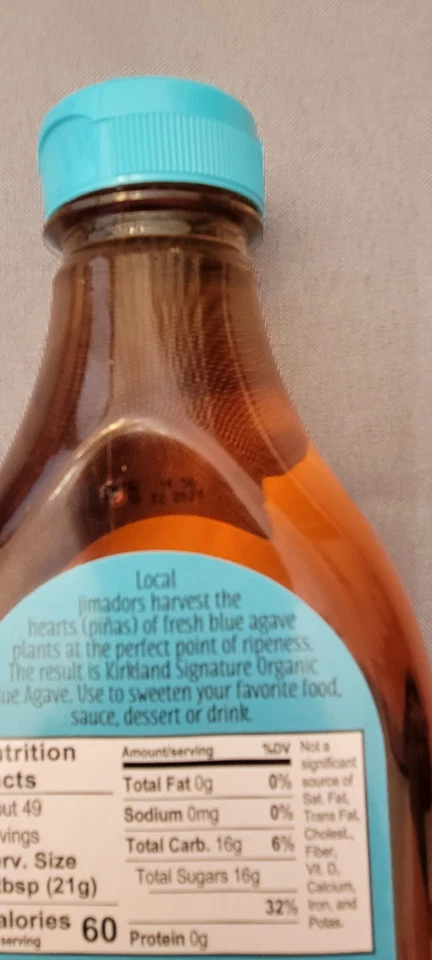 Local
jimadors harvest the
hearts (piñas) of fresh blue agave
plants at the perfect point of ripeness.
The result is Kirkland Signature Organic
ue Agave. Use to sweeten your favorite food,
sauce, dessert or drink.
trition
cts
ut 49
vings
rv. Size
tbsp (21g)
alories 60
serving
Amount/serving %DV
Total Fat 0g 0%
Sodium 0mg 0%
Total Carb. 16g 6%
Total Sugars 16g
32%
Protein 0g
Not a
significant
source of
Sat. Fat,
Trans Fat,
Cholest.,
Fiber,
Vit. D,
Calcium,
Iron, and
Potas.